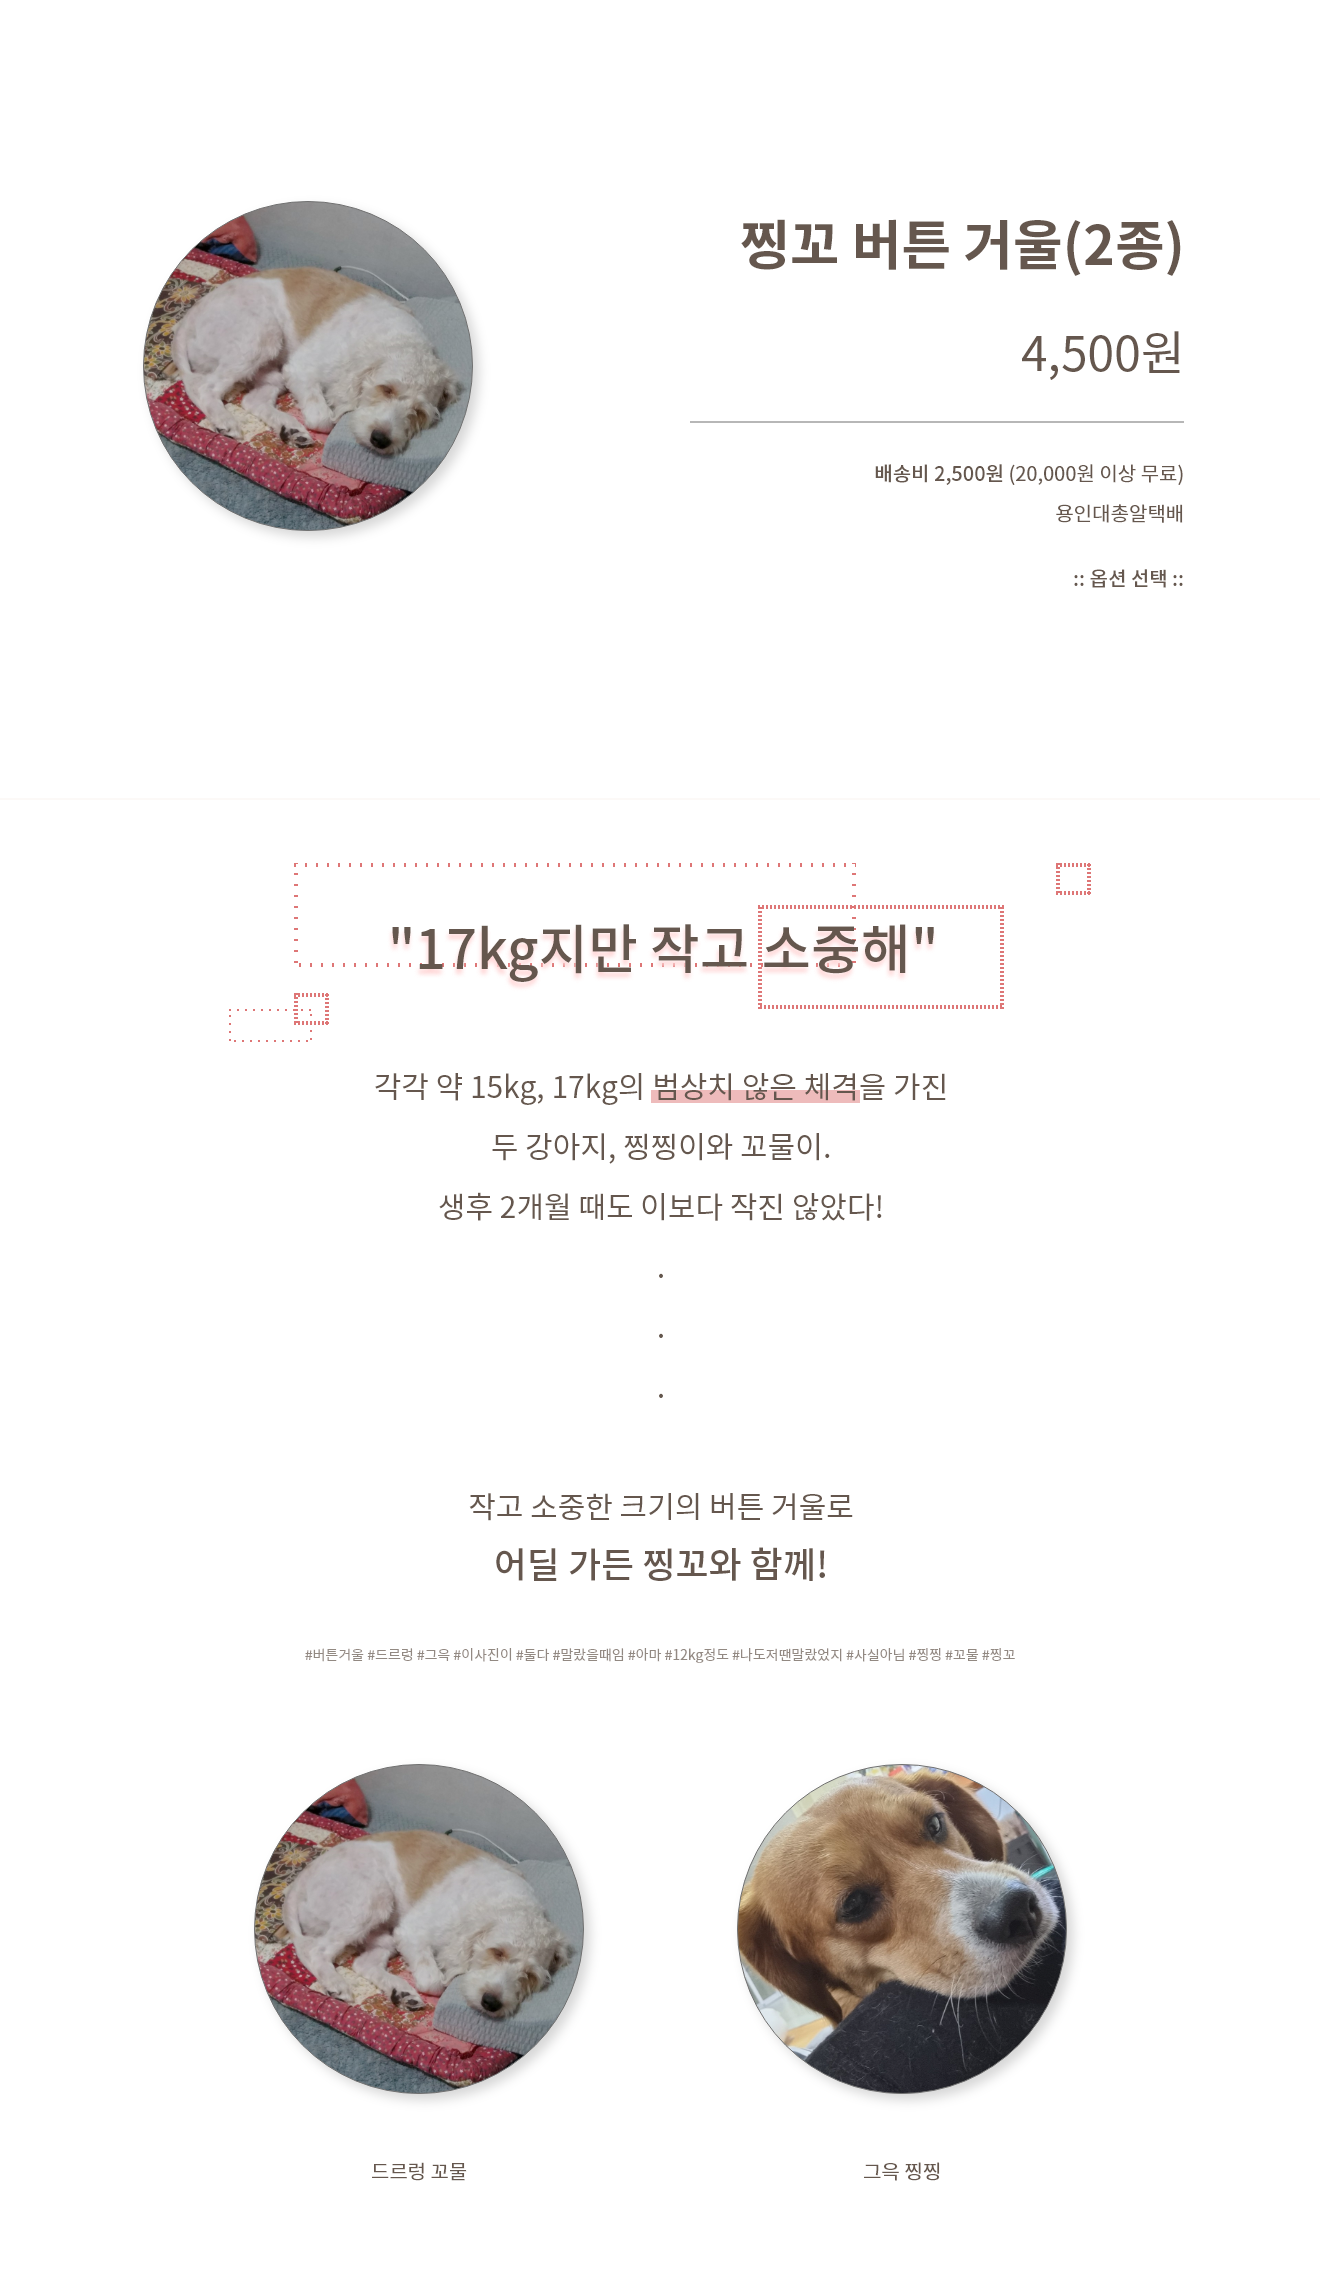 찡꼬 버튼 거울(2종)
4,500원
배송비 2,500원 (20,000원 이상 무료)
용인대총알택배
:: 옵션 선택 ::
"17kg지만 작고 소중해"
각각 약 15kg, 17kg의 범상치 않은 체격을 가진
두 강아지, 찡찡이와 꼬물이.
생후 2개월 때도 이보다 작진 않았다!
.
.
.
작고 소중한 크기의 버튼 거울로
어딜 가든 찡꼬와 함께!
#버튼거울 #드르렁 #그윽 #이사진이 #둘다 #말랐을때임 #아마 #12kg정도 #나도저땐말랐었지 #사실아님 #찡찡 #꼬물 #찡꼬
드르렁 꼬물
그윽 찡찡